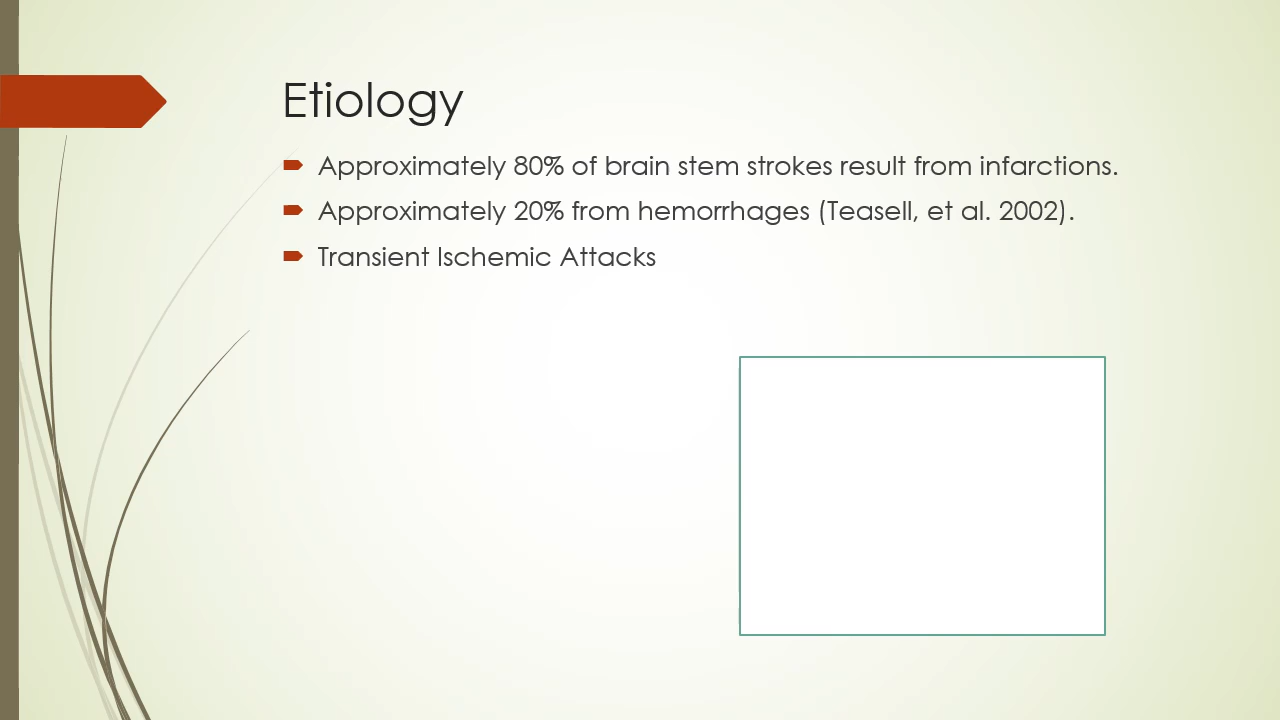 Etiology
Approximately 80% of brain stem strokes result from infarctions.
Approximately 20% from hemorrhages (Teasell, et al. 2002).
Transient Ischemic Attacks